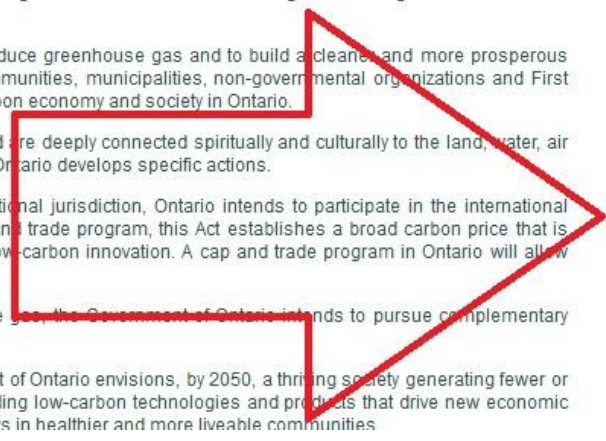 duce greenhouse gas and to build a cleaner and more prosperous
mmunities, municipalities, non-governmental organizations and First
bon economy and society in Ontario.
d are deeply connected spiritually and culturally to the land, water, air
Ontario develops specific actions.
tional jurisdiction, Ontario intends to participate in the international
nd trade program, this Act establishes a broad carbon price that is
ow-carbon innovation. A cap and trade program in Ontario will allow
e gas, the Government of Ontario intends to pursue complementary
t of Ontario envisions, by 2050, a thriving society generating fewer or
ding low-carbon technologies and products that drive new economic
s in healthier and more liveable communities